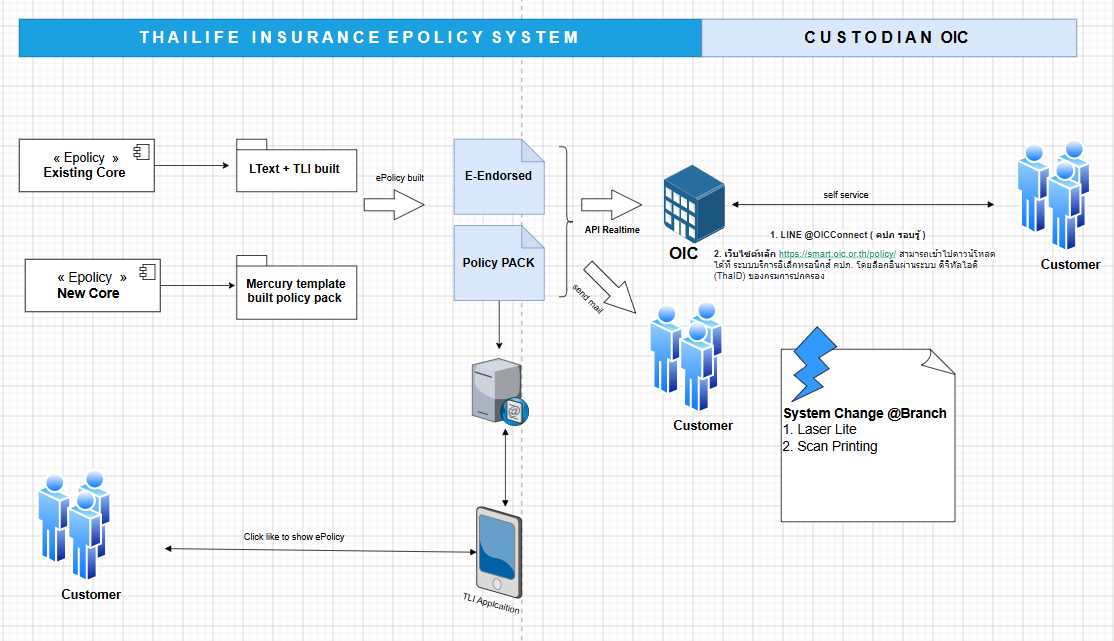 THAILIFE INSURANCE EPOLICY SYSTEM
CUSTODIAN OIC
« Epolicy »
Existing Core
LText + TLI built
ePolicy built
E-Endorsed
API Realtime
OIC
self service
1. LINE @OICConnect ( คปภ รอบรู้ )
2. เว็บไซต์หลัก https://smart.oic.or.th/policy/ สามารถเข้าไปดาวน์โหลด
ได้ที่ ระบบบริการอิเล็กทรอนิกส์ คปภ. โดยล็อกอินผ่านระบบ ดิจิทัลไอดี
(ThaID) ของกรมการปกครอง
Customer
« Epolicy »
New Core
Mercury template
built policy pack
Policy PACK
send mail
Customer
System Change @Branch
1. Laser Lite
2. Scan Printing
Click like to show ePolicy
Customer
TLI Applcaition